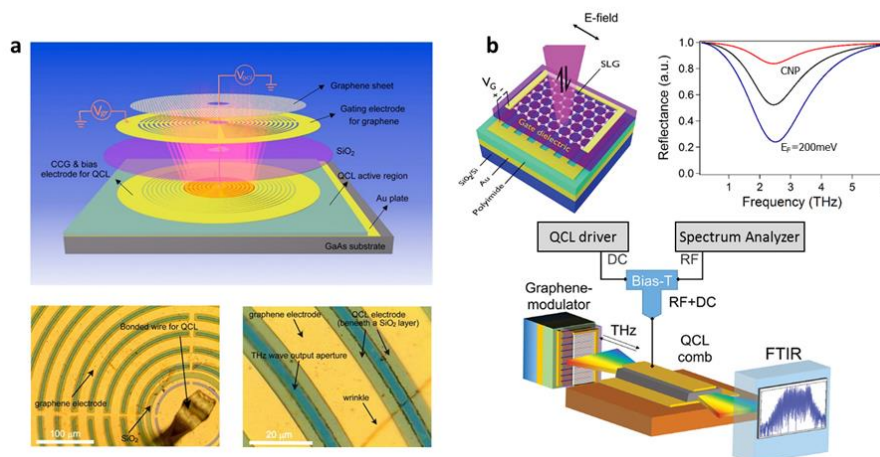 a
V_QCL
Graphene sheet
V_gr
Gating electrode
for graphene
SiO₂
CCG & bias
electrode for QCL
QCL active region
Au plate
GaAs substrate
Bonded wire for QCL
graphene electrode
SiO₂
100 µm
graphene electrode
QCL electrode
(beneath a SiO₂ layer)
THz wave output aperture
wrinkle
20 µm
b
E-field
SLG
V_G
+
-
Gate dielectric
SiO₂/Si
Au
Polyimide
Reflectance (a.u.)
1.0
0.8
0.6
0.4
0.2
0.0
CNP
E_F=200meV
1
2
3
4
5
Frequency (THz)
QCL driver
Spectrum Analyzer
DC
RF
Bias-T
RF+DC
Graphene-
modulator
THz
QCL
comb
FTIR